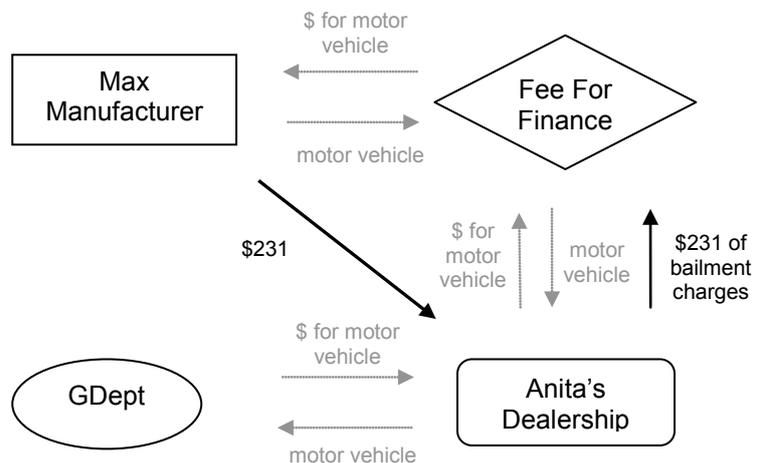 $ for motor
vehicle
Max
Manufacturer
Fee For
Finance
motor vehicle
$231
$ for
motor
vehicle
motor
vehicle
$231 of
bailment
charges
$ for motor
vehicle
GDept
Anita's
Dealership
motor vehicle